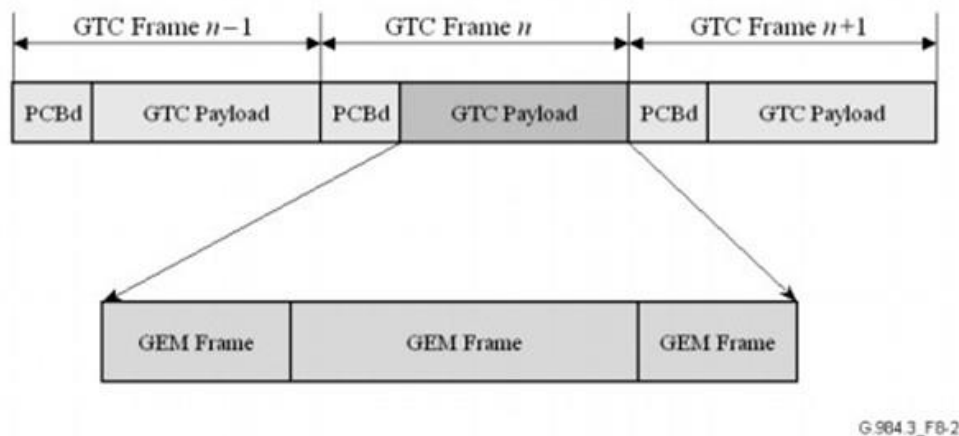 GTC Frame n−1 GTC Frame n GTC Frame n+1
PCBd GTC Payload PCBd GTC Payload PCBd GTC Payload
GEM Frame GEM Frame GEM Frame
G.984.3_F8-2